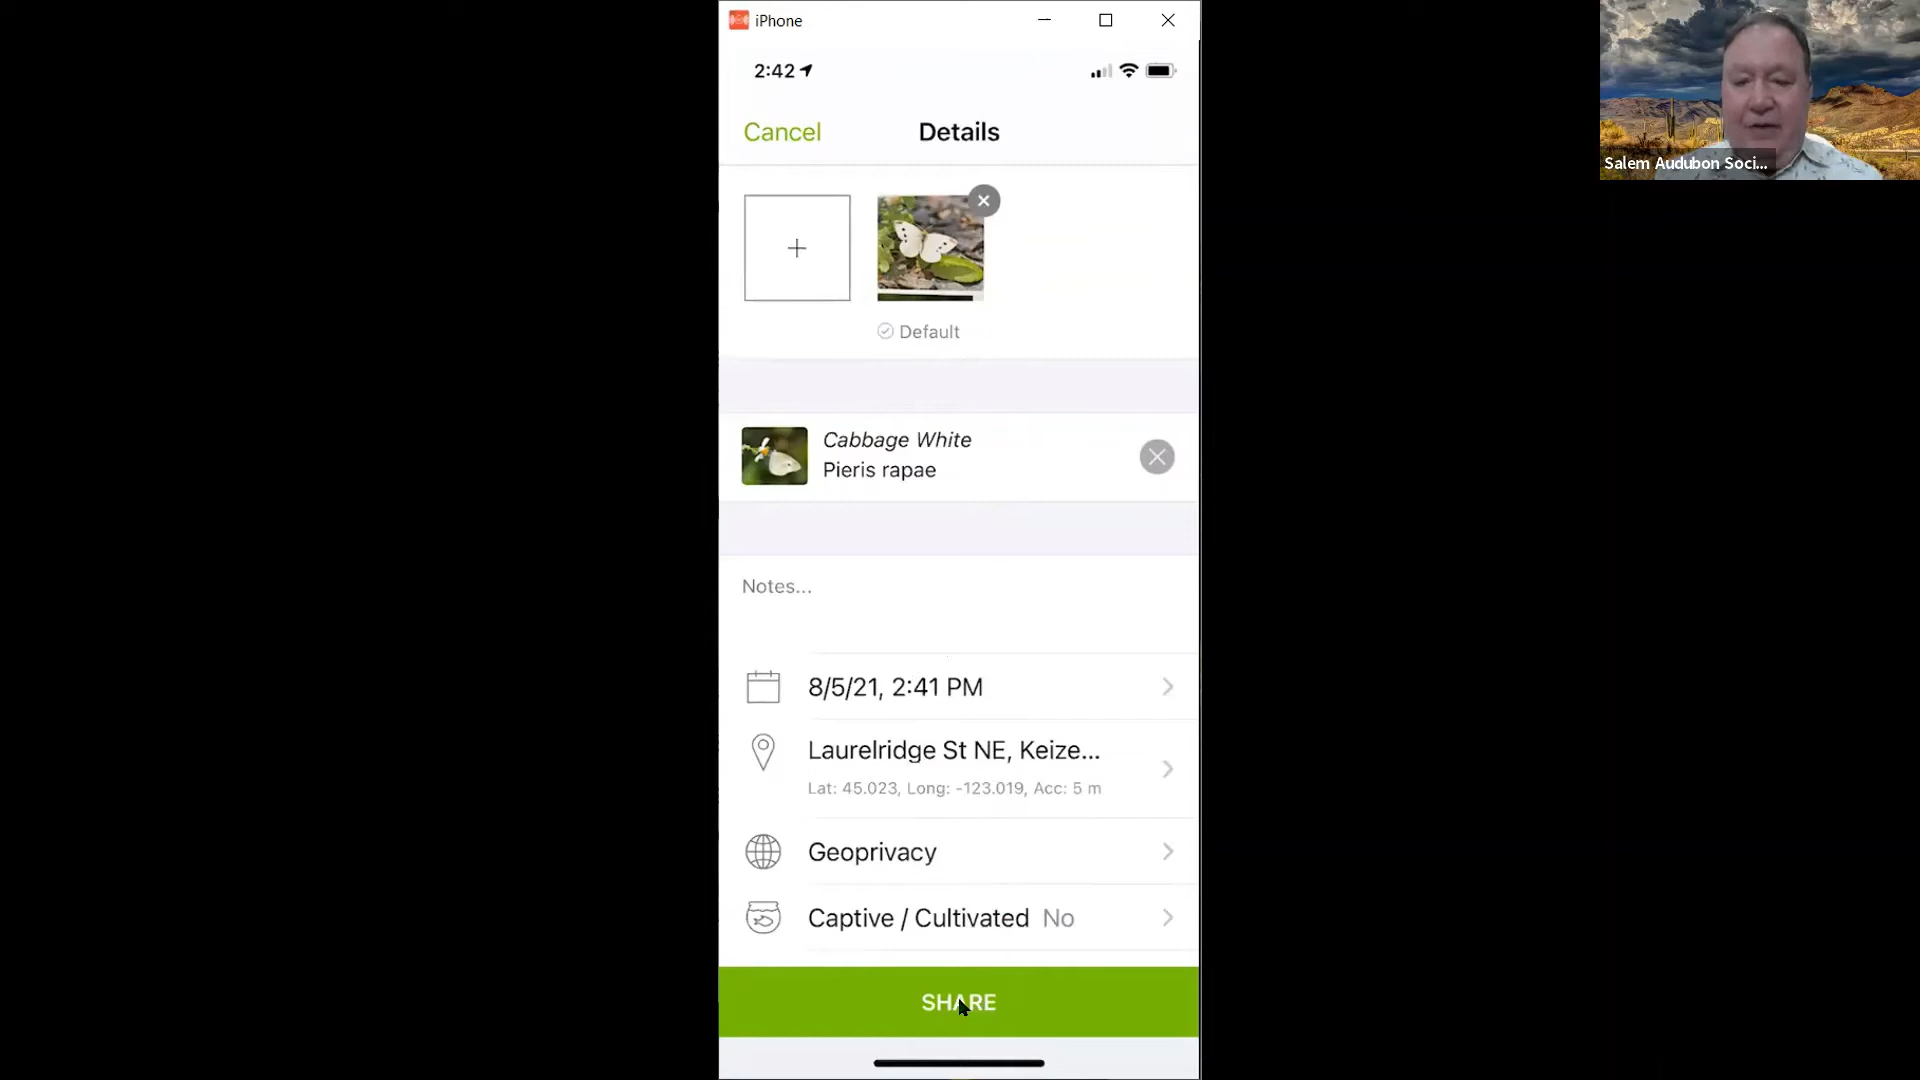 iPhone
2:42
Cancel
Details
Default
Cabbage White
Pieris rapae
Notes...
8/5/21, 2:41 PM
Laurelridge St NE, Keize...
Lat: 45.023, Long: -123.019, Acc: 5 m
Geoprivacy
Captive / Cultivated No
SHARE
Salem Audubon Soci...